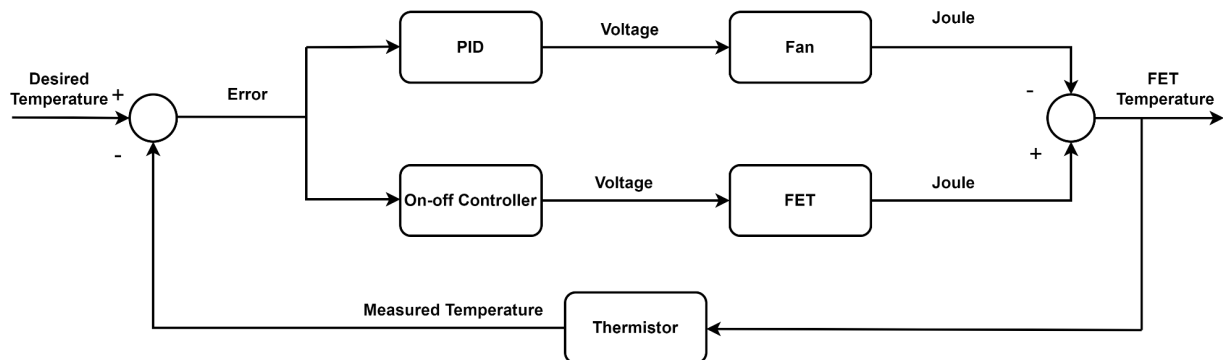 PID
Voltage
Fan
Joule
Desired
Temperature
+
-
Error
-
+
FET
Temperature
On-off Controller
Voltage
FET
Joule
Measured Temperature
Thermistor